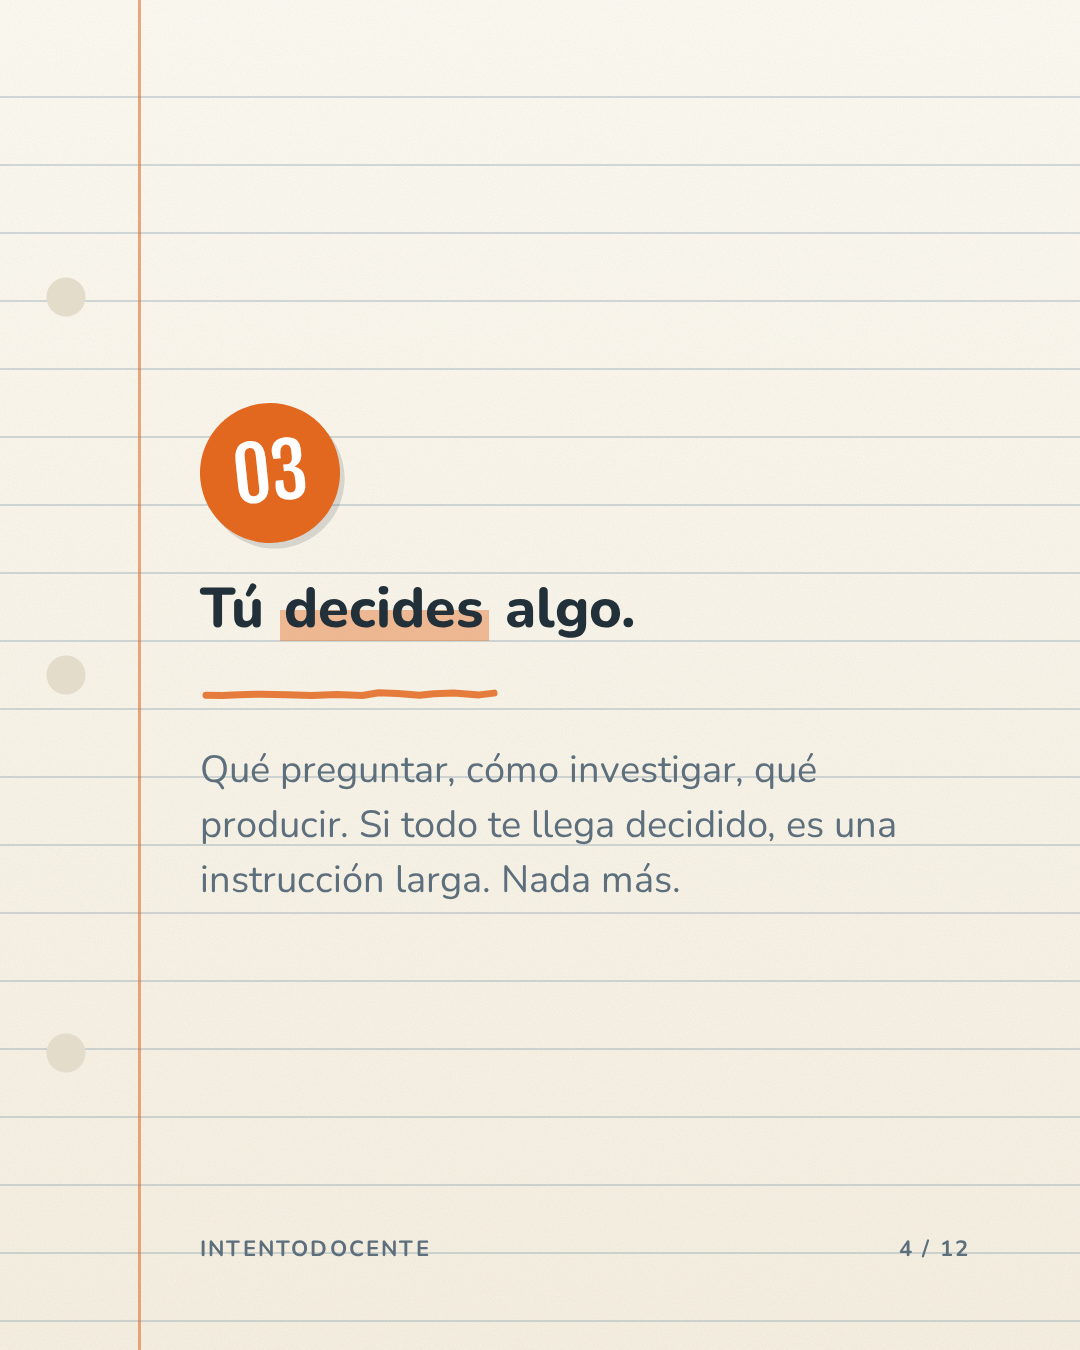 03
Tú decides algo.
Qué preguntar, cómo investigar, qué
producir. Si todo te llega decidido, es una
instrucción larga. Nada más.
INTENTODOCENTE
4 / 12